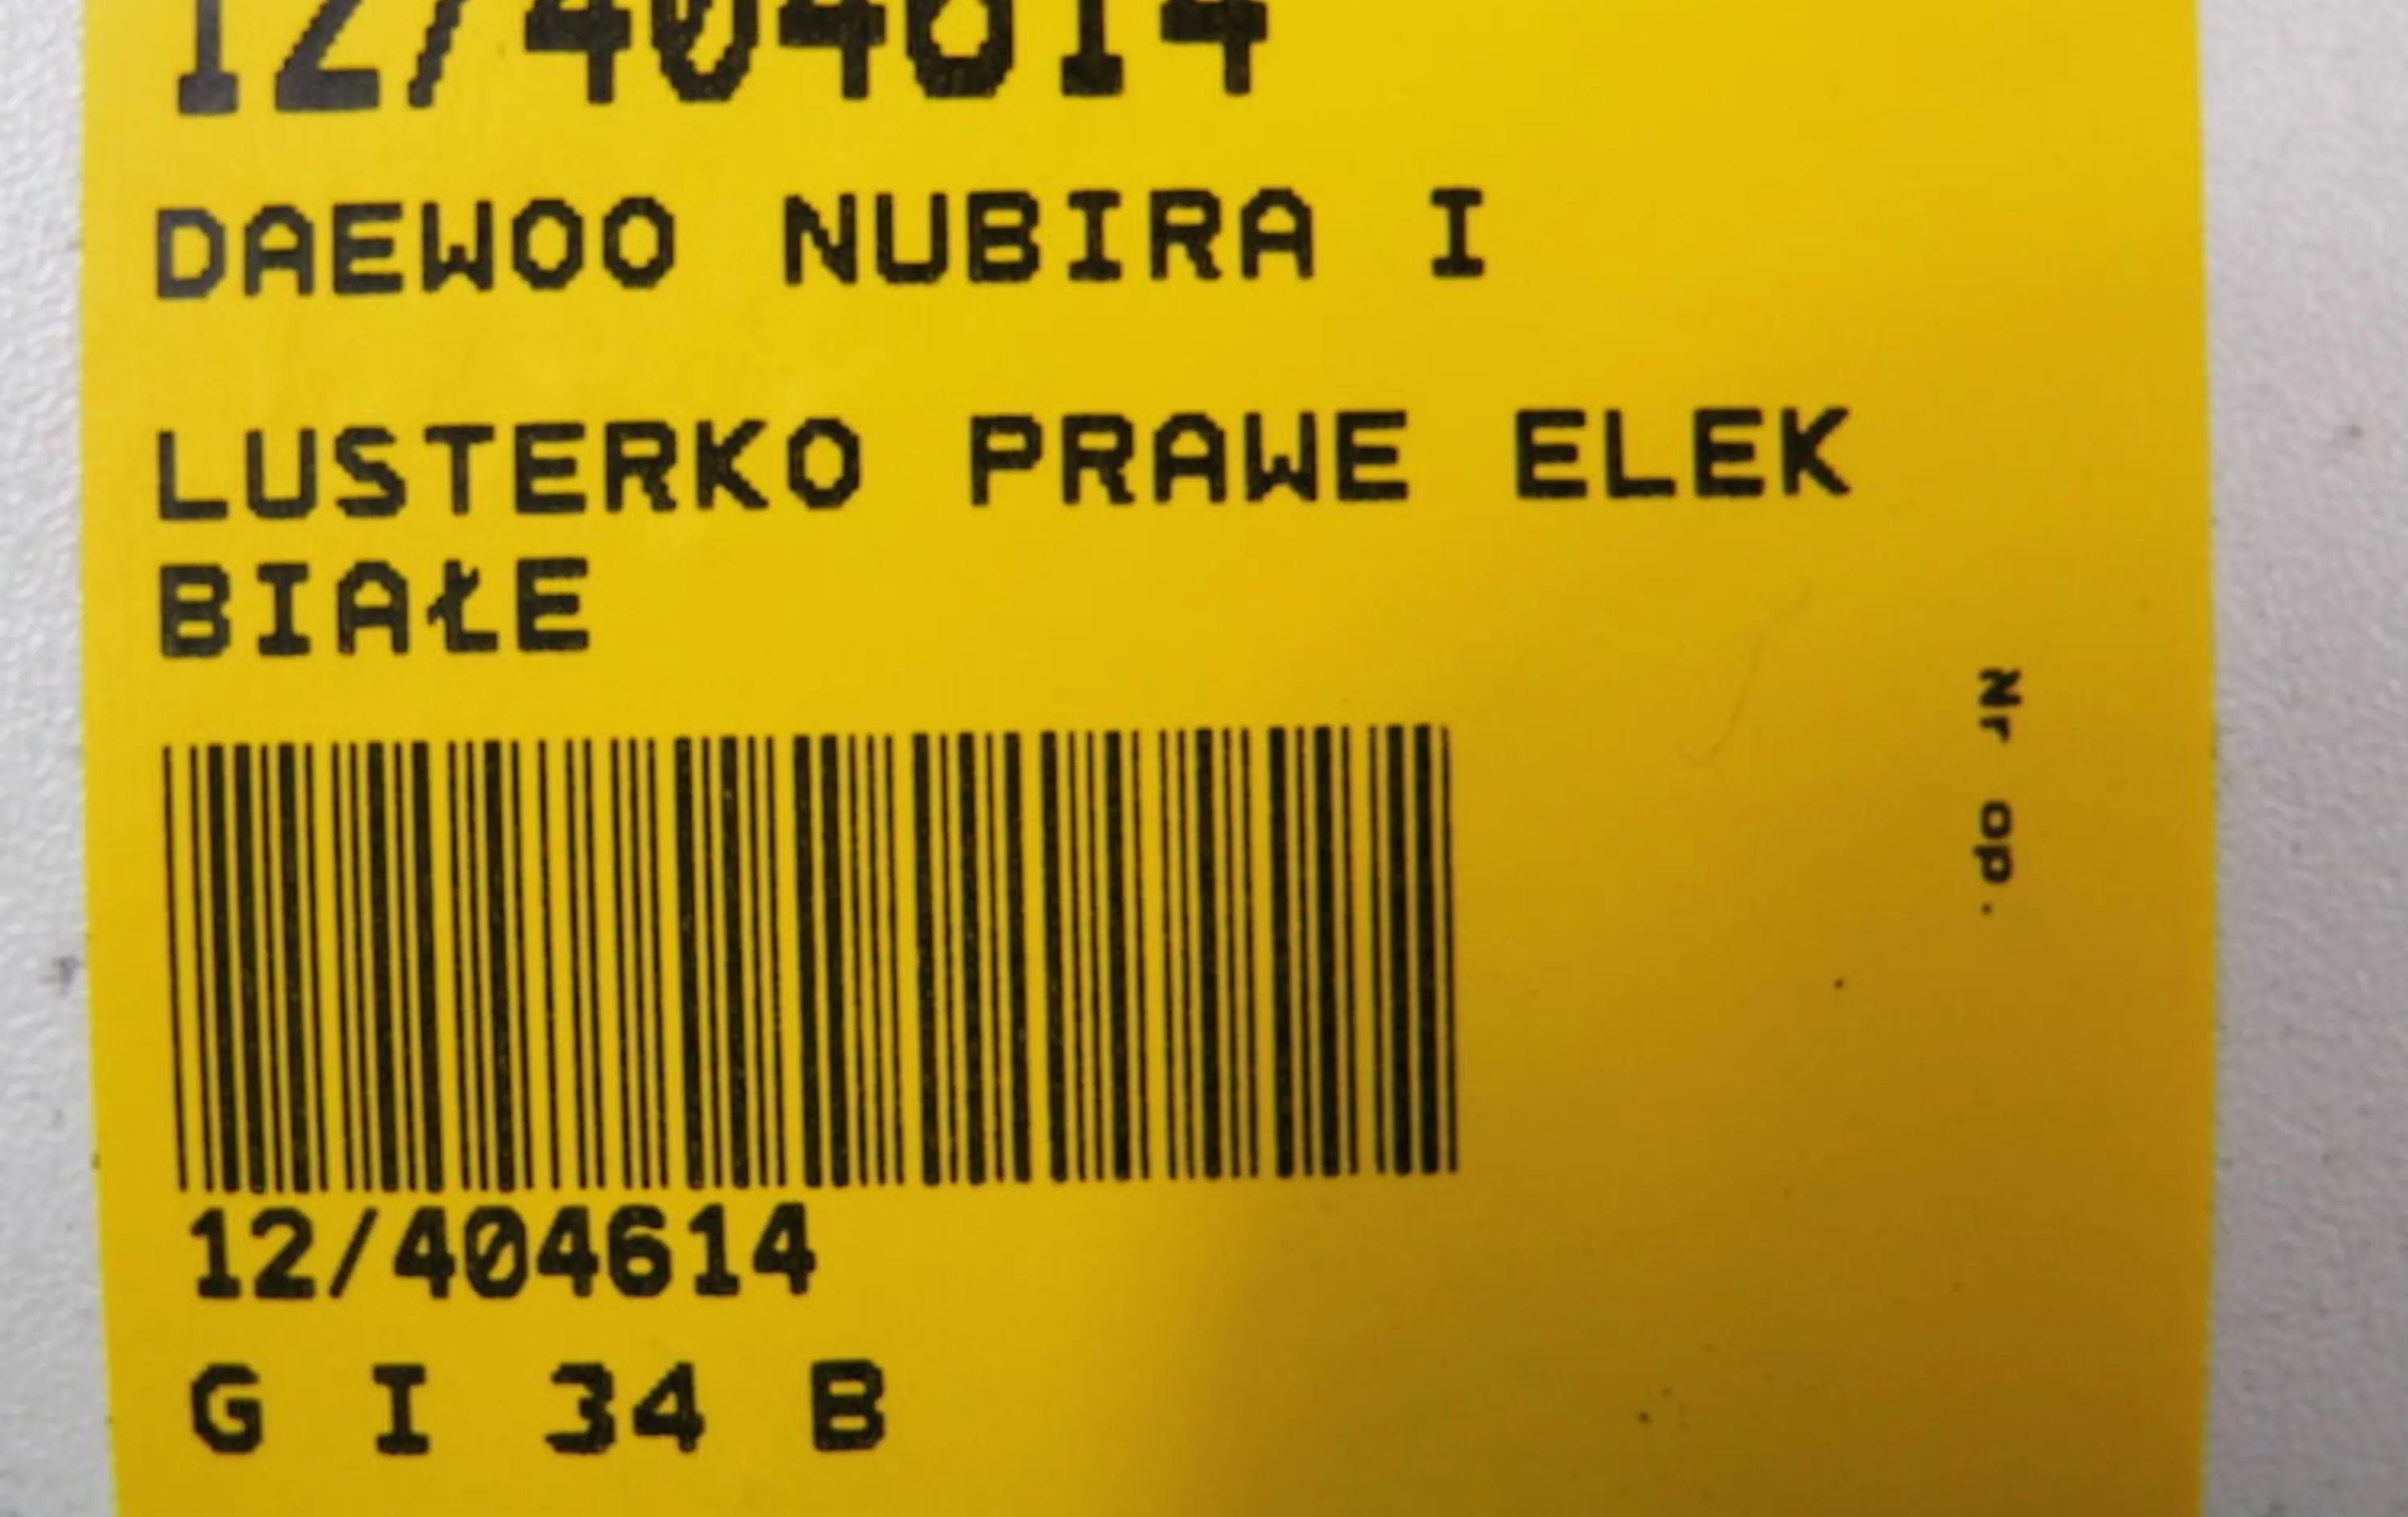 12/404614
DAEWOO NUBIRA I
LUSTERKO PRAWE ELEK
BIAŁE
Nr op.
12/404614
G I 34 B